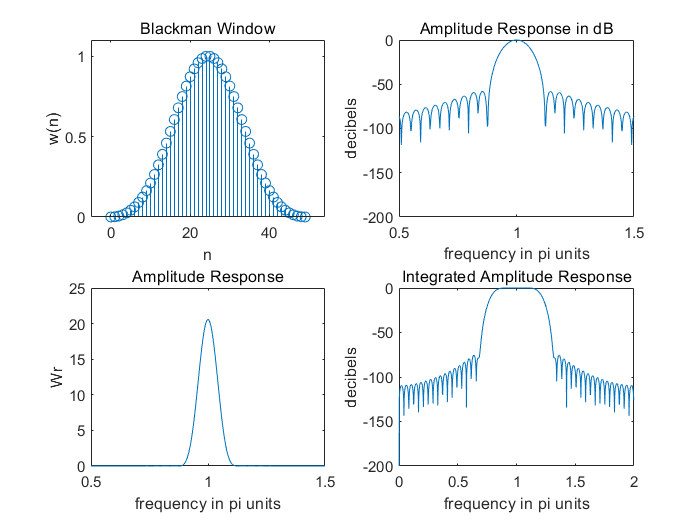 Blackman Window
1
0.5
0
w(n)
0 20 40
n
Amplitude Response in dB
0
-50
-100
-150
-200
decibels
0.5 1 1.5
frequency in pi units
Amplitude Response
25
20
15
10
5
0
Wr
0.5 1 1.5
frequency in pi units
Integrated Amplitude Response
0
-50
-100
-150
-200
decibels
0 0.5 1 1.5 2
frequency in pi units